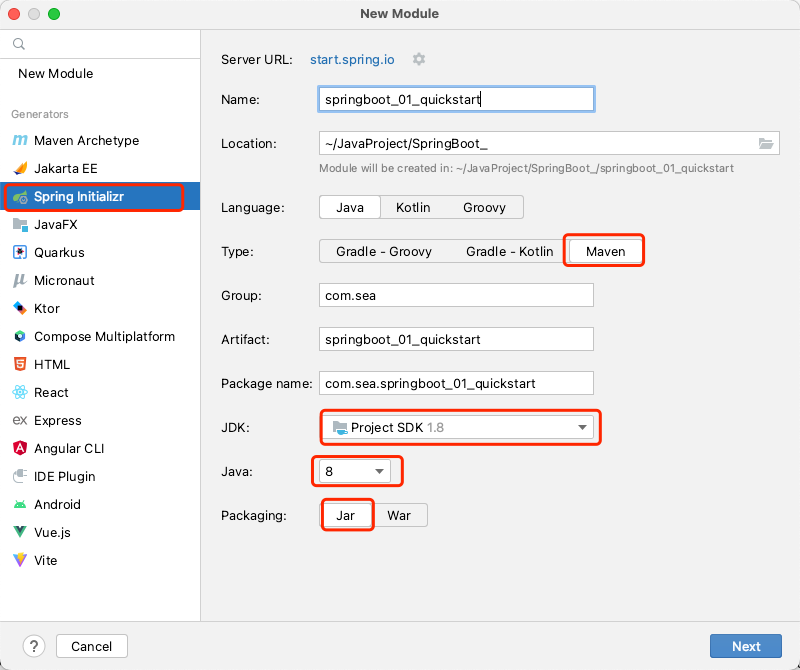 New Module
New Module
Generators
Maven Archetype
Jakarta EE
Spring Initializr
JavaFX
Quarkus
Micronaut
Ktor
Compose Multiplatform
HTML
React
Express
Angular CLI
IDE Plugin
Android
Vue.js
Vite
Server URL: start.spring.io
Name: springboot_01_quickstart
Location: ~/JavaProject/SpringBoot_
Module will be created in: ~/JavaProject/SpringBoot_/springboot_01_quickstart
Language: Java Kotlin Groovy
Type: Gradle - Groovy Gradle - Kotlin Maven
Group: com.sea
Artifact: springboot_01_quickstart
Package name: com.sea.springboot_01_quickstart
JDK: Project SDK 1.8
Java: 8
Packaging: Jar War
? Cancel Next